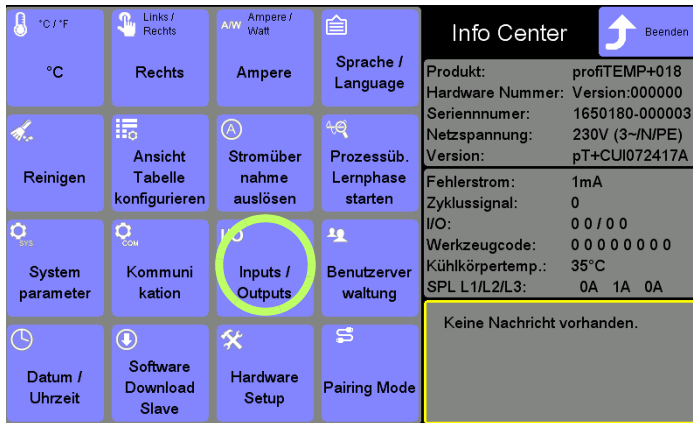 °C / °F
°C
Links /
Rechts
Rechts
A/W
Ampere /
Watt
Ampere
Sprache /
Language
Reinigen
Ansicht
Tabelle
konfigurieren
A
Stromüber
nahme
auslösen
Prozessüb.
Lernphase
starten
SYS
System
parameter
COM
Kommuni
kation
I/O
Inputs /
Outputs
Benutzerver
waltung
Datum /
Uhrzeit
Software
Download
Slave
Hardware
Setup
Pairing Mode
Info Center
Beenden
Produkt: profiTEMP+018
Hardware Nummer: Version:000000
Seriennnumer: 1650180-000003
Netzspannung: 230V (3~/N/PE)
Version: pT+CUI072417A
Fehlerstrom: 1mA
Zyklussignal: 0
I/O: 0 0 / 0 0
Werkzeugcode: 0 0 0 0 0 0 0 0
Kühlkörpertemp.: 35°C
SPL L1/L2/L3: 0A 1A 0A
Keine Nachricht vorhanden.